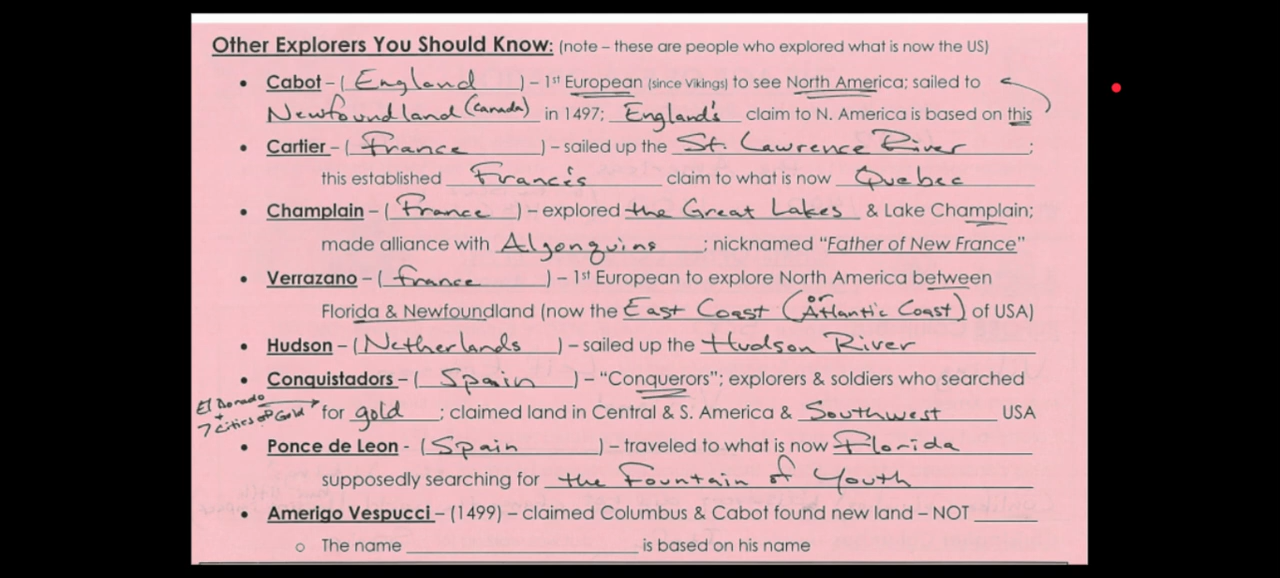 Other Explorers You Should Know: (note – these are people who explored what is now the US)
• Cabot – ( England ) – 1st European (since Vikings) to see North America; sailed to
Newfoundland (Canada) in 1497; England's claim to N. America is based on this
• Cartier – ( France ) – sailed up the St. Lawrence River ;
this established France's claim to what is now Quebec
• Champlain – ( France ) – explored the Great Lakes & Lake Champlain;
made alliance with Algonquins ; nicknamed "Father of New France"
• Verrazano – ( France ) – 1st European to explore North America between
Florida & Newfoundland (now the East Coast (or Atlantic Coast) of USA)
• Hudson – ( Netherlands ) – sailed up the Hudson River
• Conquistadors – ( Spain ) – "Conquerors"; explorers & soldiers who searched
El Dorado + 7 Cities of Gold
for gold ; claimed land in Central & S. America & Southwest USA
• Ponce de Leon - ( Spain ) – traveled to what is now Florida
supposedly searching for the Fountain of Youth
• Amerigo Vespucci – (1499) – claimed Columbus & Cabot found new land – NOT ______
o The name ____________________ is based on his name